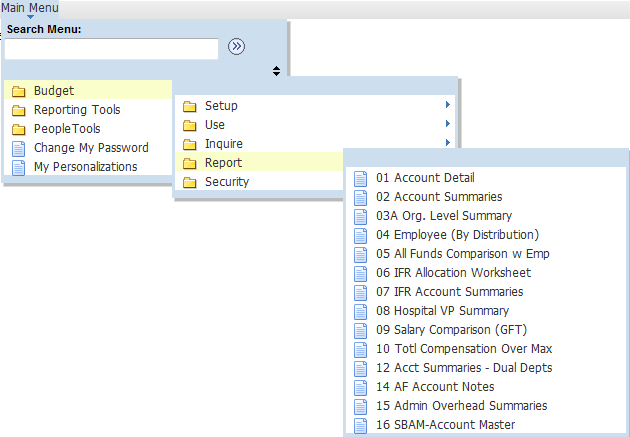 Main Menu
Search Menu:
Budget
Reporting Tools
PeopleTools
Change My Password
My Personalizations
Setup
Use
Inquire
Report
Security
01 Account Detail
02 Account Summaries
03A Org. Level Summary
04 Employee (By Distribution)
05 All Funds Comparison w Emp
06 IFR Allocation Worksheet
07 IFR Account Summaries
08 Hospital VP Summary
09 Salary Comparison (GFT)
10 Totl Compensation Over Max
12 Acct Summaries - Dual Depts
14 AF Account Notes
15 Admin Overhead Summaries
16 SBAM-Account Master